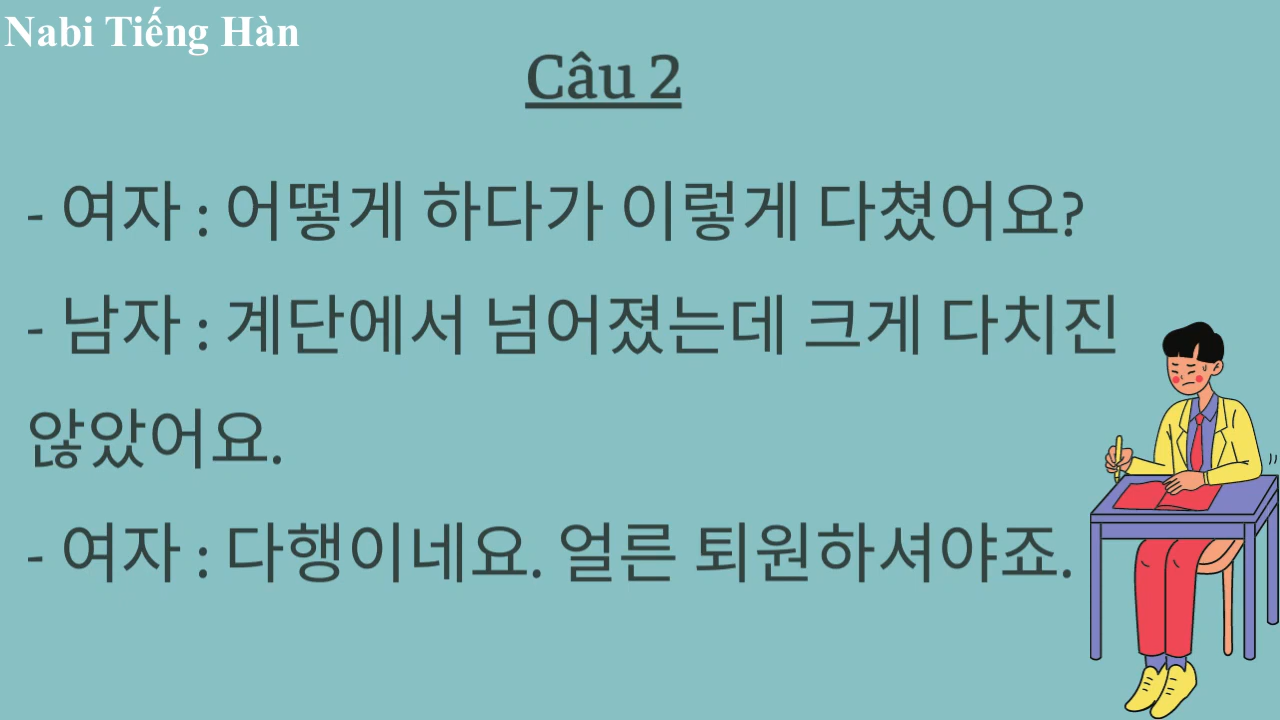 Nabi Tiếng Hàn
Câu 2
- 여자 : 어떻게 하다가 이렇게 다쳤어요?
- 남자 : 계단에서 넘어졌는데 크게 다치진
않았어요.
- 여자 : 다행이네요. 얼른 퇴원하셔야죠.